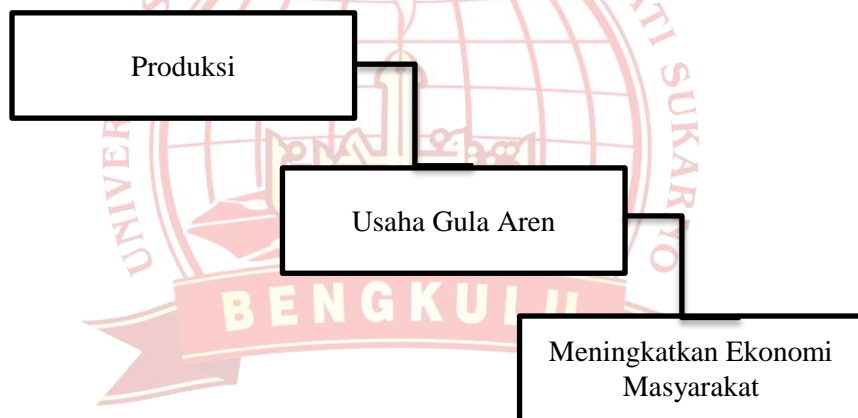 Produksi
Usaha Gula Aren
Meningkatkan Ekonomi
Masyarakat
BENGKULU